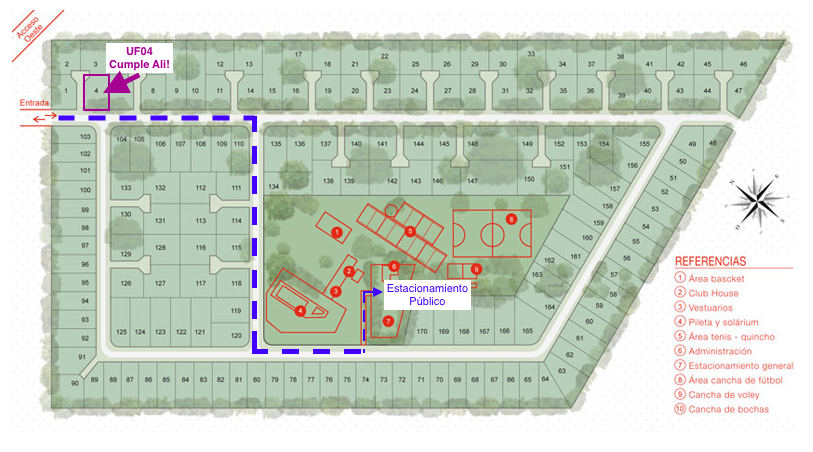 Acceso
Oeste
UF04
Cumple Ali!
Entrada
2 3 12 13 17 28 33 38 45 46
1 4 8 9 10 11 14 15 16 18 19 20 21 22 23 24 25 26 27 29 30 31 32 34 35 36 37 39 40 41 42 43 44 47
103
102
101
100
99
98
97
96
95
94
93
92
91
90
104 105 106 107 108 109 110
133 132 112 111
130 131 113 114
129 128 116 115
126 127 117 118
119
125 124 123 122 121 120
135 136 137 140 141 144 145 148 149 152 153 154 155
134 138 139 142 143 146 147 150 151
156
157
158
159
160
161
162
163
164
165
166
167
168
169
170
49 48
50
51
52
53
54
55
56
57
58
59
60
61
62
63
64
89 88 87 86 85 84 83 82 81 80 79 78 77 76 75 74 73 72 71 70 69 68 67 66 65
1
2
3
4
5
6
7
8
9
Estacionamiento
Público
N
E
S
O
REFERENCIAS
1 Área bascket
2 Club House
3 Vestuarios
4 Pileta y solárium
5 Área tenis - quincho
6 Administración
7 Estacionamiento general
8 Área cancha de fútbol
9 Cancha de voley
10 Cancha de bochas